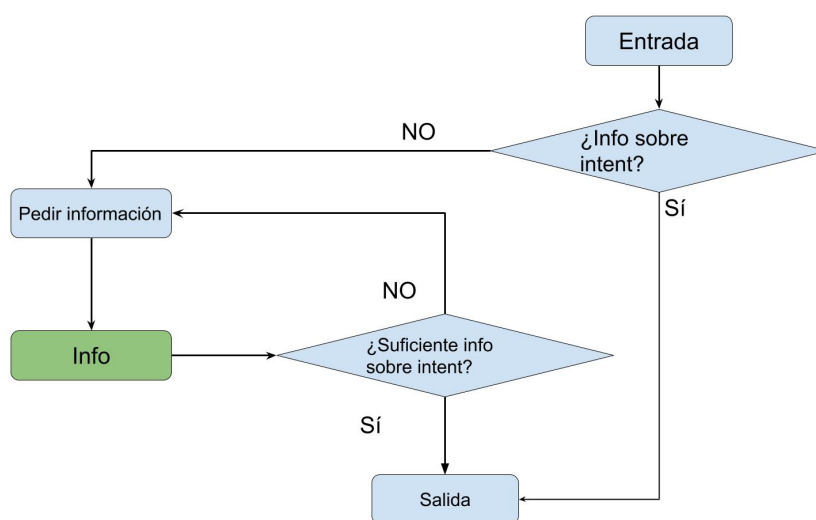 Entrada
¿Info sobre
intent?
NO
Sí
Pedir información
NO
Info
¿Suficiente info
sobre intent?
Sí
Salida